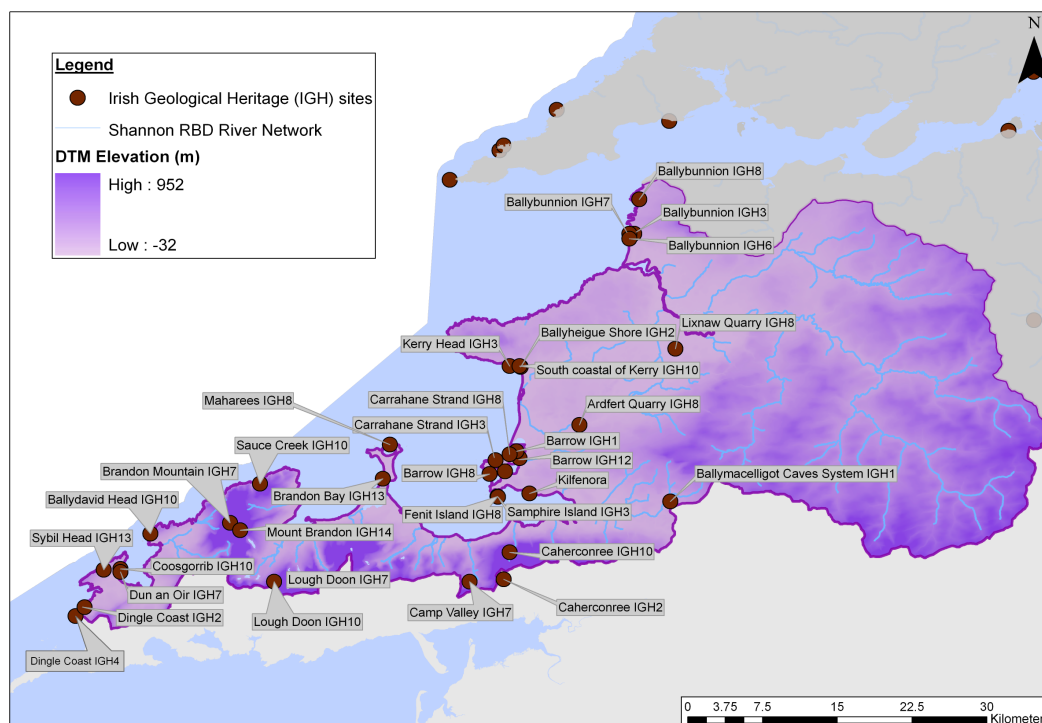 N
Legend
Irish Geological Heritage (IGH) sites
Shannon RBD River Network
DTM Elevation (m)
High : 952
Low : -32
Ballybunnion IGH8
Ballybunnion IGH7
Ballybunnion IGH3
Ballybunnion IGH6
Ballyheigue Shore IGH2
Lixnaw Quarry IGH8
Kerry Head IGH3
South coastal of Kerry IGH10
Maharees IGH8
Carrahane Strand IGH8
Ardfert Quarry IGH8
Carrahane Strand IGH3
Sauce Creek IGH10
Barrow IGH1
Barrow IGH12
Brandon Mountain IGH7
Barrow IGH8
Ballymacelligot Caves System IGH1
Kilfenora
Ballydavid Head IGH10
Brandon Bay IGH13
Fenit Island IGH8
Samphire Island IGH3
Sybil Head IGH13
Mount Brandon IGH14
Caherconree IGH10
Coosgorrib IGH10
Lough Doon IGH7
Dun an Oir IGH7
Camp Valley IGH7
Caherconree IGH2
Dingle Coast IGH2
Lough Doon IGH10
Dingle Coast IGH4
0 3.75 7.5 15 22.5 30
Kilometer